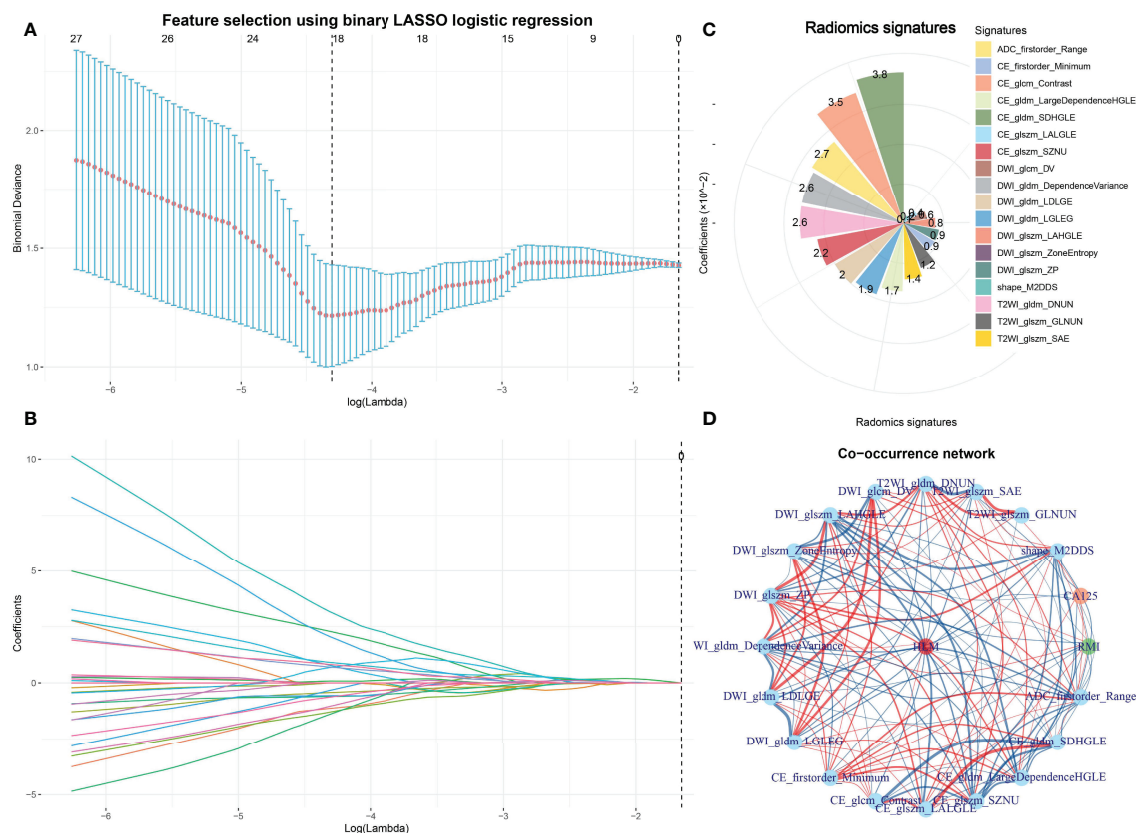 A
Feature selection using binary LASSO logistic regression
27 26 24 18 18 15 9 0
2.0
1.5
1.0
Binomial Deviance
−6 −5 −4 −3 −2
log(Lambda)
B
0
10
5
0
−5
Coefficients
−6 −5 −4 −3 −2
Log(Lambda)
C
Radiomics signatures
3.8
3.5
2.7
2.6
2.6
2.2
2
1.9
1.7
1.4
1.2
0.9
0.9
0.8
0.6
Coefficients (×10^−2)
Radomics signatures
Signatures
ADC_firstorder_Range
CE_firstorder_Minimum
CE_glcm_Contrast
CE_gldm_LargeDependenceHGLE
CE_gldm_SDHGLE
CE_glszm_LALGLE
CE_glszm_SZNU
DWI_glcm_DV
DWI_gldm_DependenceVariance
DWI_gldm_LDLGE
DWI_gldm_LGLEG
DWI_glszm_LAHGLE
DWI_glszm_ZoneEntropy
DWI_glszm_ZP
shape_M2DDS
T2WI_gldm_DNUN
T2WI_glszm_GLNUN
T2WI_glszm_SAE
D
Co−occurrence network
T2WI_gldm_DNUN
DWI_glcm_DV
T2WI_glszm_SAE
DWI_glszm_LAHGLE
T2WI_glszm_GLNUN
DWI_glszm_ZoneEntropy
shape_M2DDS
DWI_glszm_ZP
CA125
WI_gldm_DependenceVariance
RMI
DWI_gldm_LDLGE
ADC_firstorder_Range
DWI_gldm_LGLEG
CE_gldm_SDHGLE
CE_firstorder_Minimum
CE_gldm_LargeDependenceHGLE
CE_glcm_Contrast
CE_glszm_SZNU
CE_glszm_LALGLE